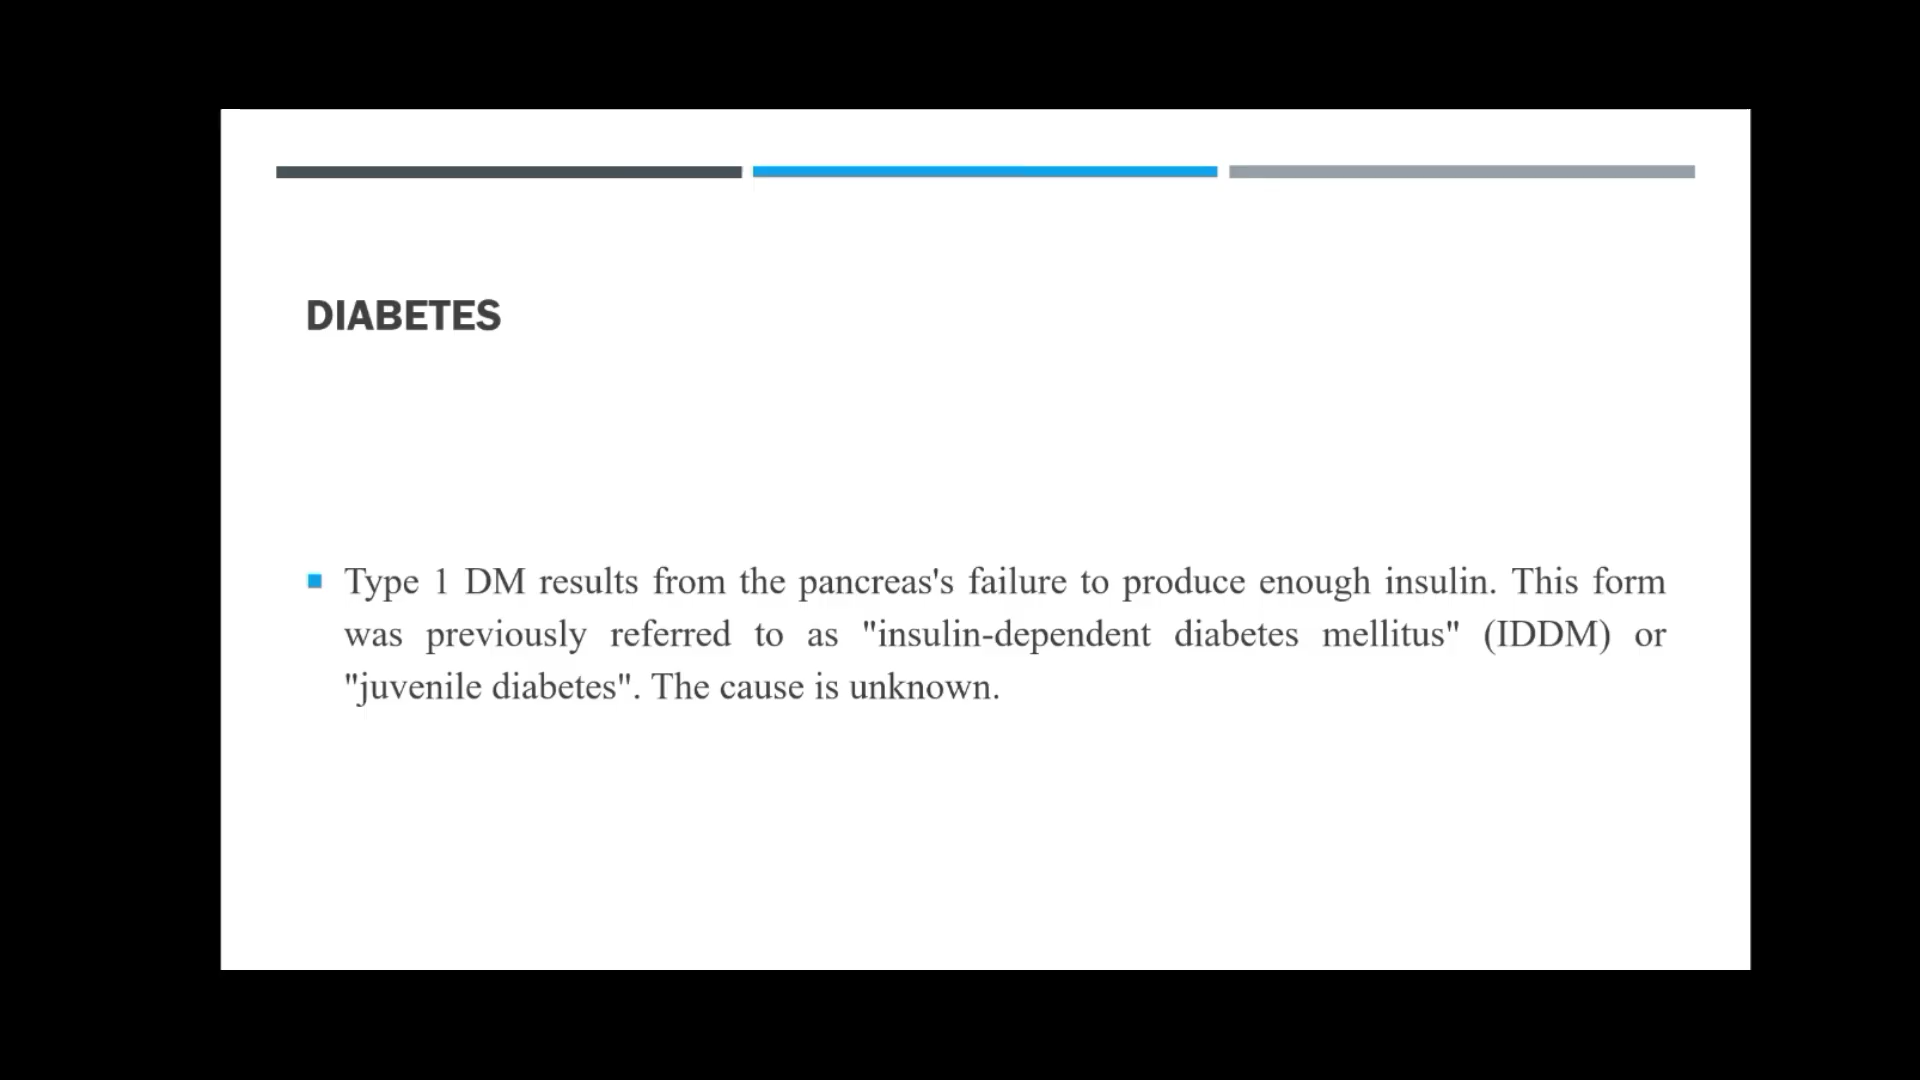 DIABETES
Type 1 DM results from the pancreas's failure to produce enough insulin. This form
was previously referred to as "insulin-dependent diabetes mellitus" (IDDM) or
"juvenile diabetes". The cause is unknown.